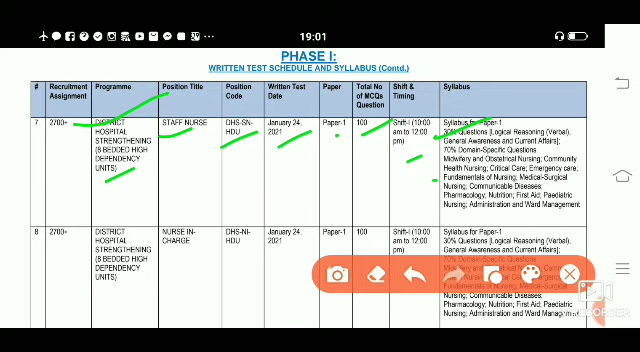 19:01
PHASE I:
WRITTEN TEST SCHEDULE AND SYLLABUS (Contd.)
# Recruitment Assignment Programme Position Title Position Code Written Test Date Paper Total No of MCQs Question Shift & Timing Syllabus
7 2700+ DISTRICT STAFF NURSE DHS-SN- January 24, Paper-1 100 Shift-I (10:00 Syllabus for Paper-1
HOSPITAL HDU 2021 am to 12:00 30% Questions [Logical Reasoning (Verbal),
STRENGTHENING pm) General Awareness and Current Affairs];
(8 BEDDED HIGH 70% Domain-Specific Questions
DEPENDENCY Midwifery and Obstetrical Nursing; Community
UNITS) Health Nursing; Critical Care; Emergency care;
Fundamentals of Nursing; Medical-Surgical
Nursing; Communicable Diseases;
Pharmacology; Nutrition; First Aid; Paediatric
Nursing; Administration and Ward Management
8 2700+ DISTRICT NURSE IN- DHS-NI- January 24, Paper-1 100 Shift-I (10:00 Syllabus for Paper-1
HOSPITAL CHARGE HDU 2021 am to 12:00 30% Questions [Logical Reasoning (Verbal),
STRENGTHENING pm) General Awareness and Current Affairs];
(8 BEDDED HIGH 70% Domain-Specific Questions
DEPENDENCY
UNITS)
Pharmacology; Nutrition; First Aid; Paediatric
Nursing; Administration and Ward Management